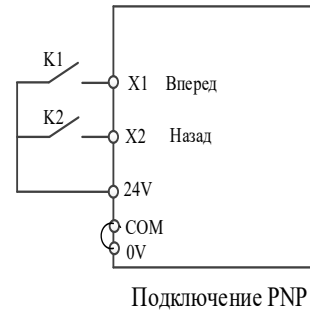 K1
X1 Вперед
K2
X2 Назад
24V
COM
0V
Подключение PNP